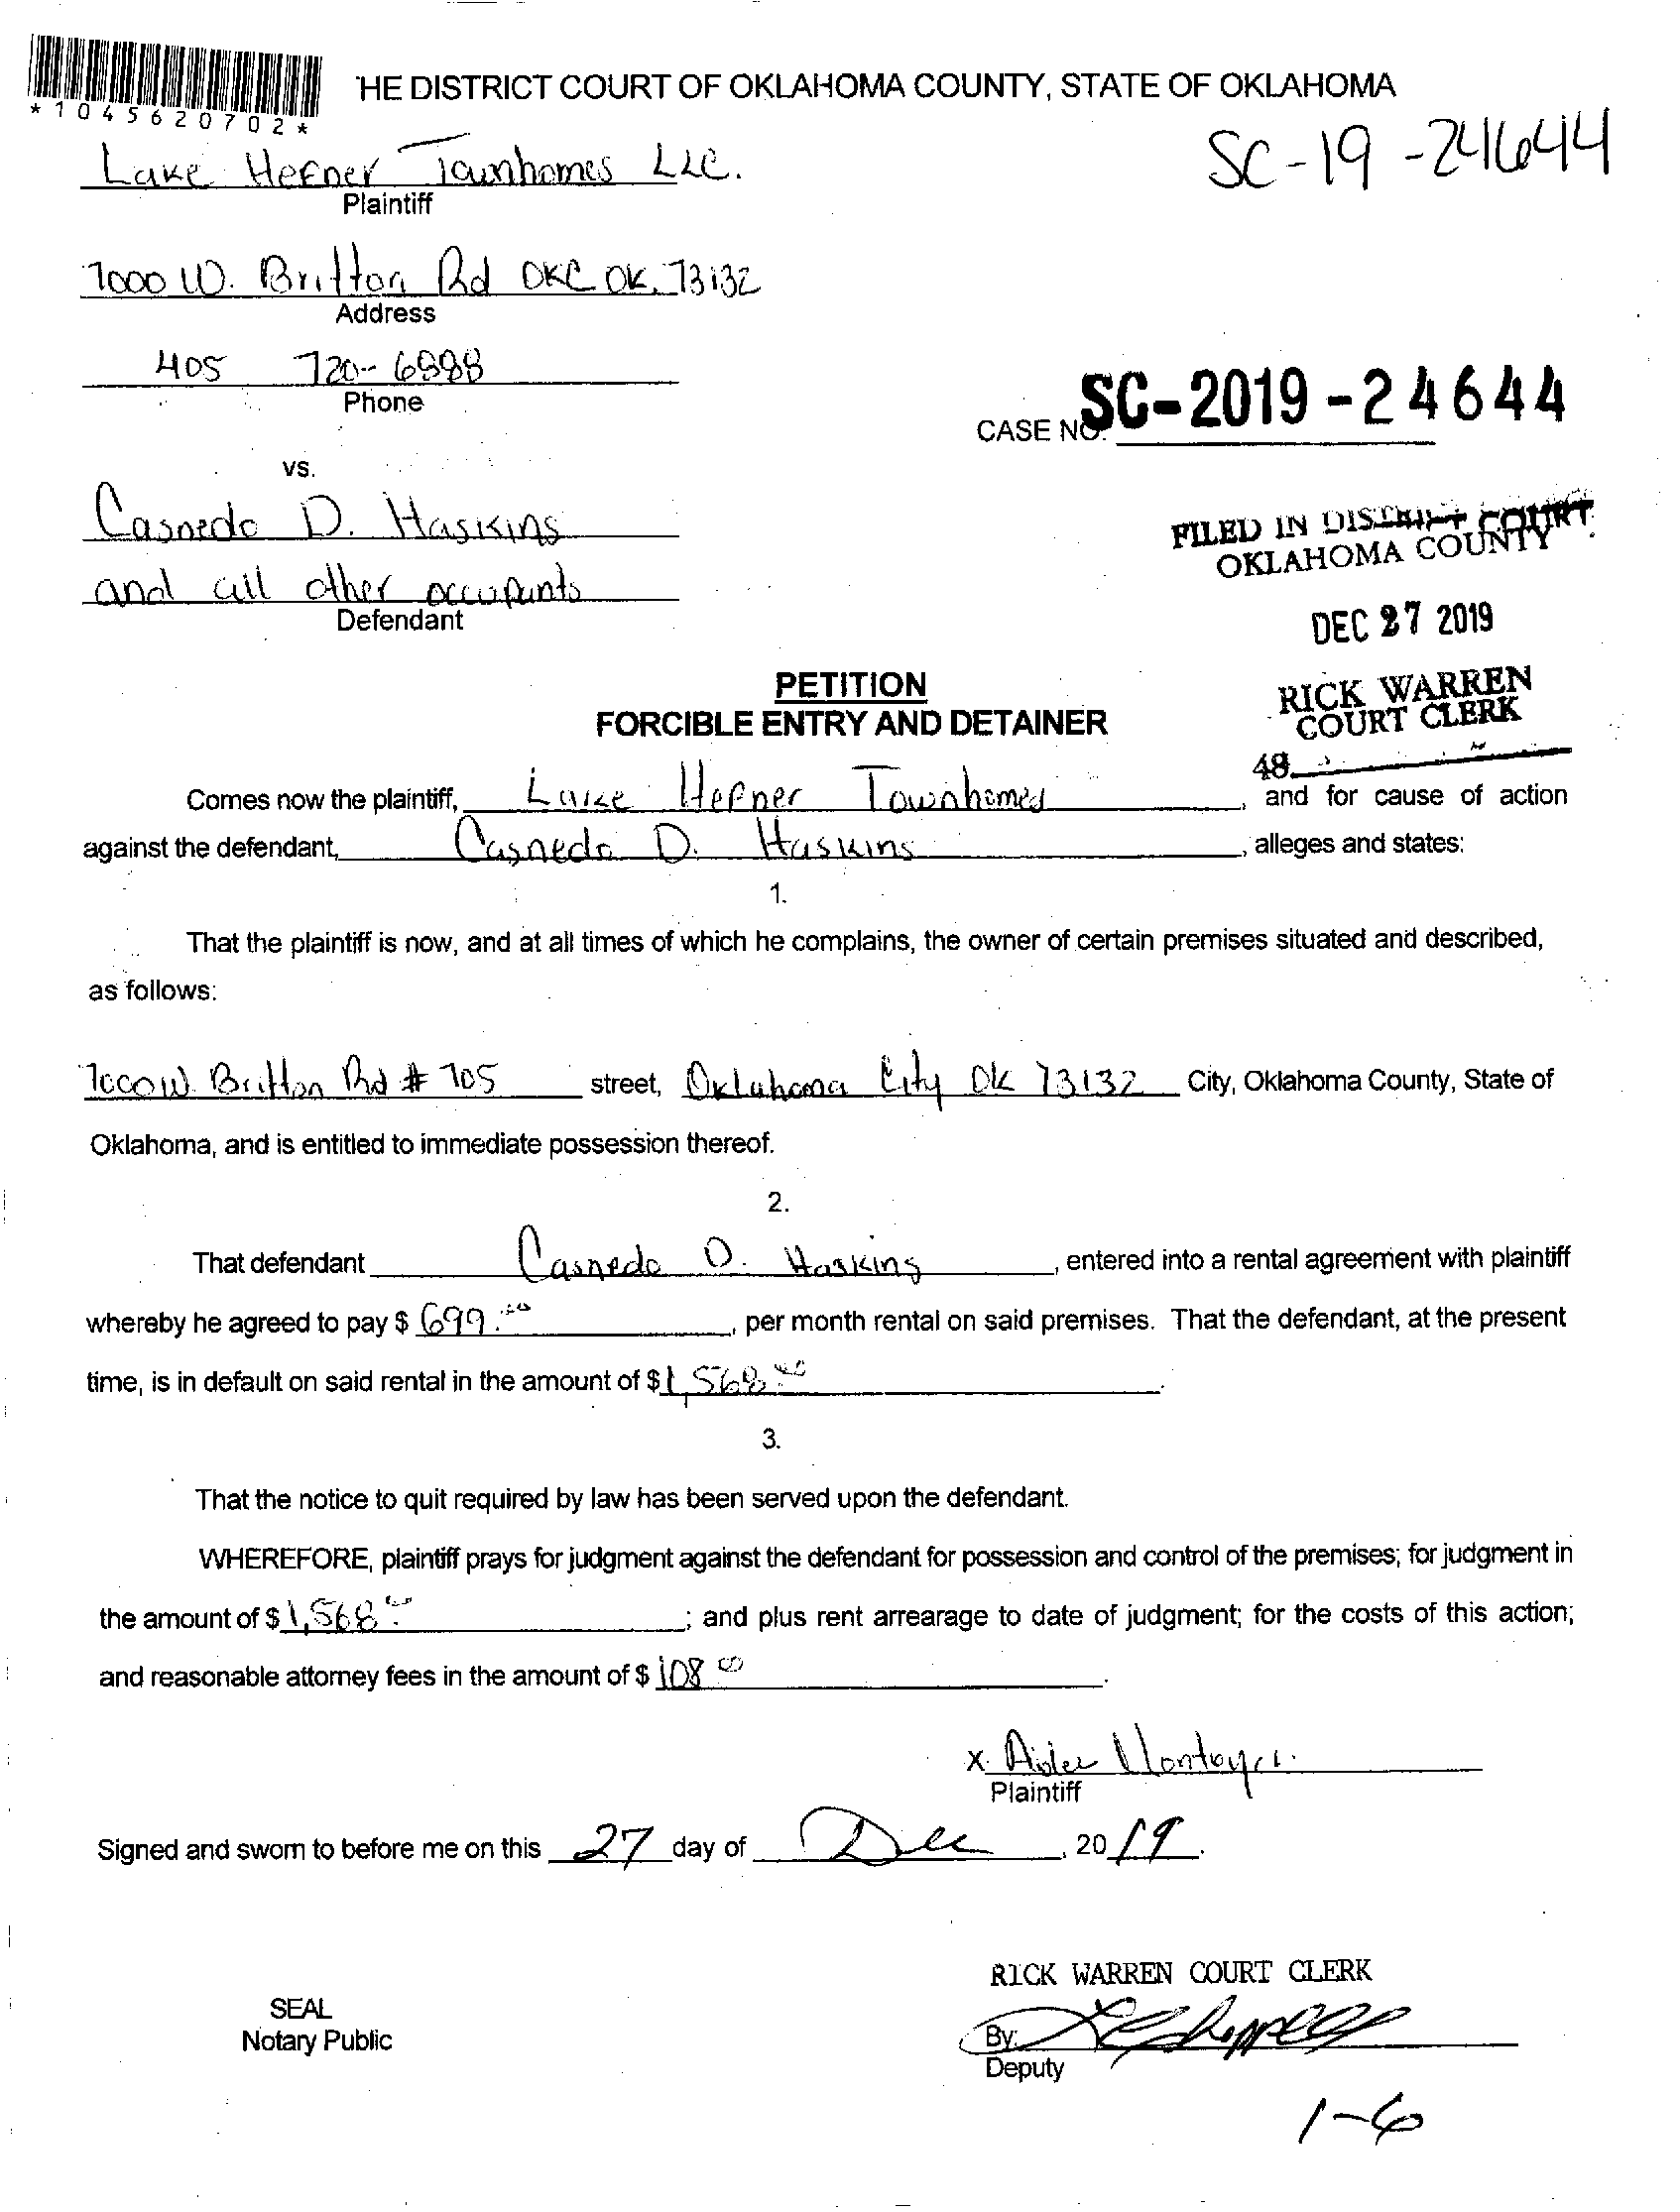 *1045620702*
HE DISTRICT COURT OF OKLAHOMA COUNTY, STATE OF OKLAHOMA
SC-19-24644
Lake Hefner Townhomes LLC.
Plaintiff
7000 W. Britton Rd OKC OK. 73132
Address
405 720-6888
Phone
CASE NO. SC-2019-24644
vs.
Casnedo D. Haskins
and all other occupants
Defendant
FILED IN DISTRICT COURT
OKLAHOMA COUNTY
DEC 27 2019
RICK WARREN
COURT CLERK
48
PETITION
FORCIBLE ENTRY AND DETAINER
Comes now the plaintiff, Lake Hefner Townhomes, and for cause of action
against the defendant, Casnedo D. Haskins, alleges and states:
1.
That the plaintiff is now, and at all times of which he complains, the owner of certain premises situated and described,
as follows:
7000 W. Britton Rd # 705 street, Oklahoma City OK 73132 City, Oklahoma County, State of
Oklahoma, and is entitled to immediate possession thereof.
2.
That defendant Casnedo D. Haskins, entered into a rental agreement with plaintiff
whereby he agreed to pay $ 699.00, per month rental on said premises. That the defendant, at the present
time, is in default on said rental in the amount of $ 1,568.00.
3.
That the notice to quit required by law has been served upon the defendant.
WHEREFORE, plaintiff prays for judgment against the defendant for possession and control of the premises; for judgment in
the amount of $ 1,568.00; and plus rent arrearage to date of judgment; for the costs of this action;
and reasonable attorney fees in the amount of $ 108 00.
X Montoya
Plaintiff
Signed and sworn to before me on this 27 day of Dec, 2019.
RICK WARREN COURT CLERK
SEAL
Notary Public
By:
Deputy
1-6